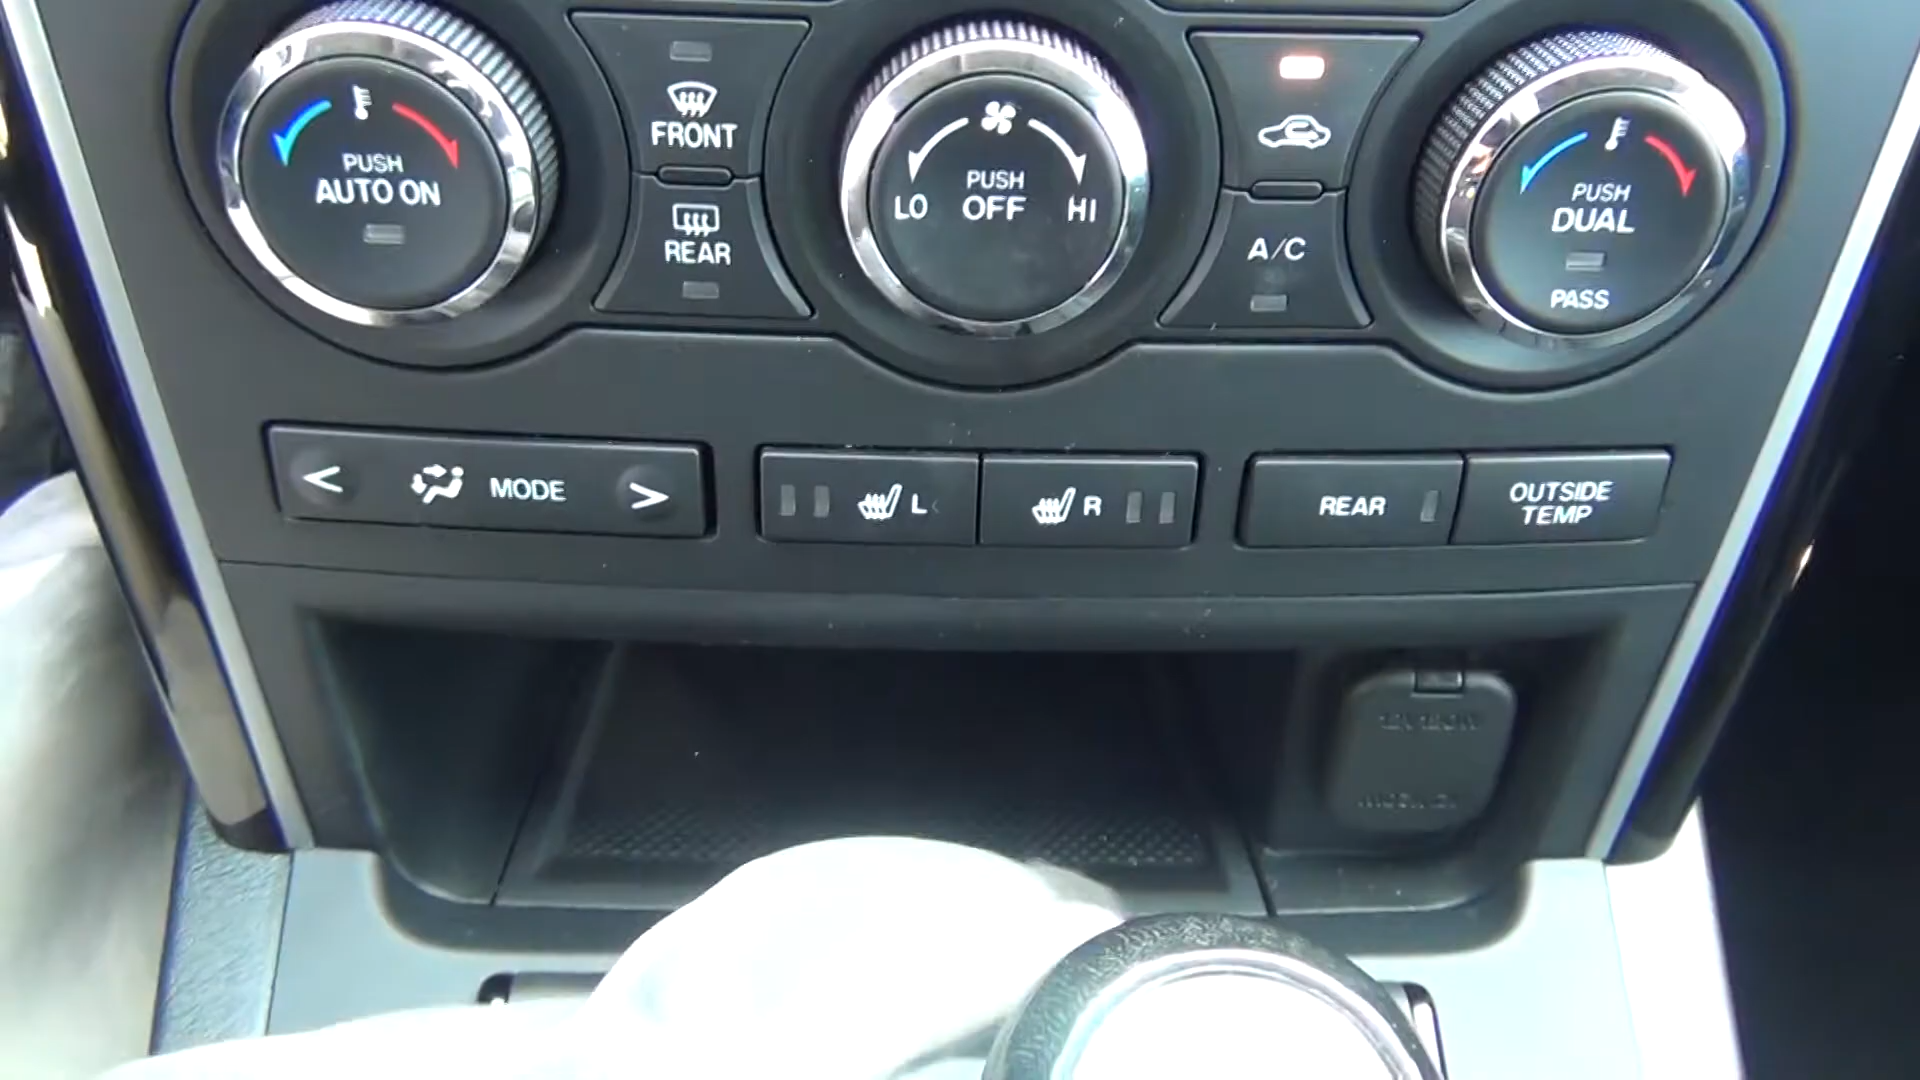 PUSH
AUTO ON
FRONT
REAR
LO
PUSH
OFF
HI
A/C
PUSH
DUAL
PASS
< MODE >
L
R
REAR
OUTSIDE
TEMP